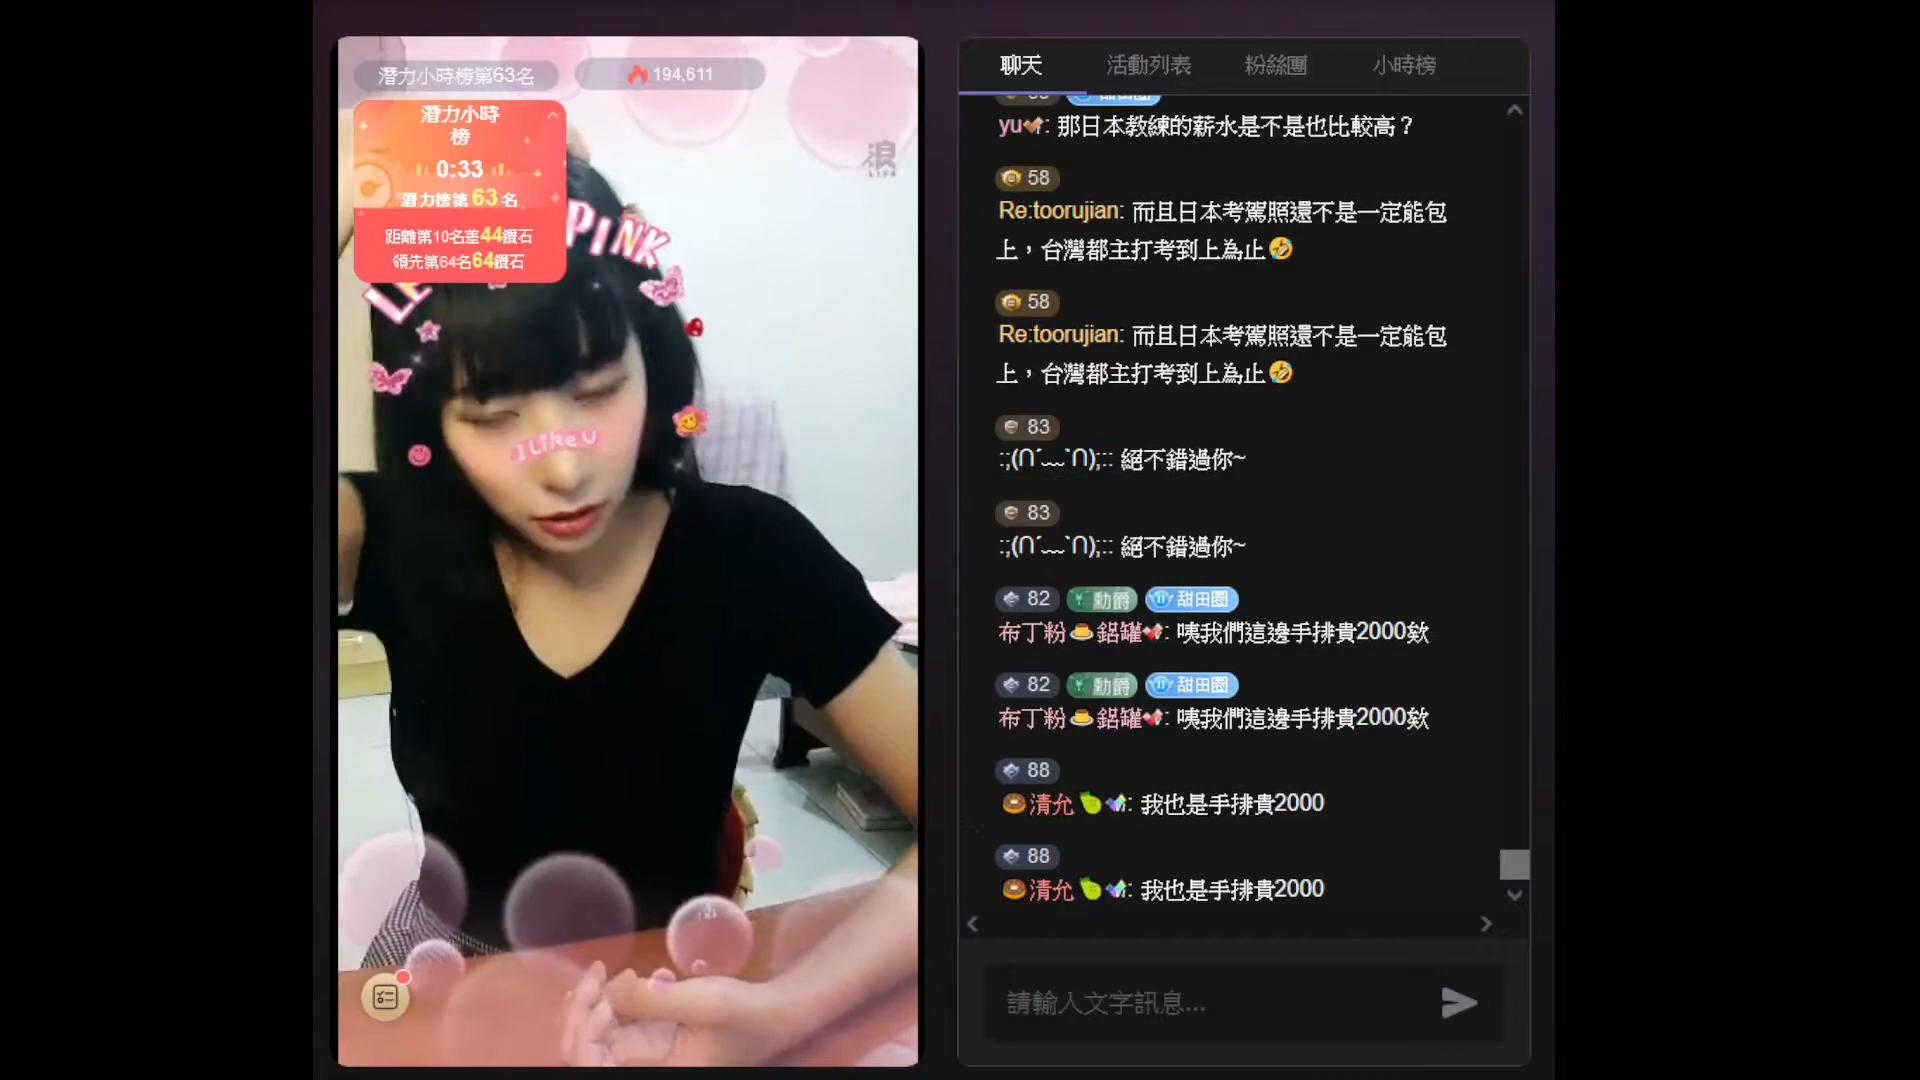 潛力小時榜第63名
194,611
潛力小時
榜
0:33
潛力榜第63名
距離第10名差44鑽石
領先第64名64鑽石
浪
LIFE
PINK
I Like U
聊天 活動列表 粉絲團 小時榜
甜田圈
yu: 那日本教練的薪水是不是也比較高？
58
Re:toorujian: 而且日本考駕照還不是一定能包
上，台灣都主打考到上為止🤣
58
Re:toorujian: 而且日本考駕照還不是一定能包
上，台灣都主打考到上為止🤣
83
:;(∩´﹏`∩);:: 絕不錯過你~
83
:;(∩´﹏`∩);:: 絕不錯過你~
82 勳爵 甜田圈
布丁粉🍮鋁罐: 咦我們這邊手排貴2000欸
82 勳爵 甜田圈
布丁粉🍮鋁罐: 咦我們這邊手排貴2000欸
88
🍩清允🍐: 我也是手排貴2000
88
🍩清允🍐: 我也是手排貴2000
請輸入文字訊息...